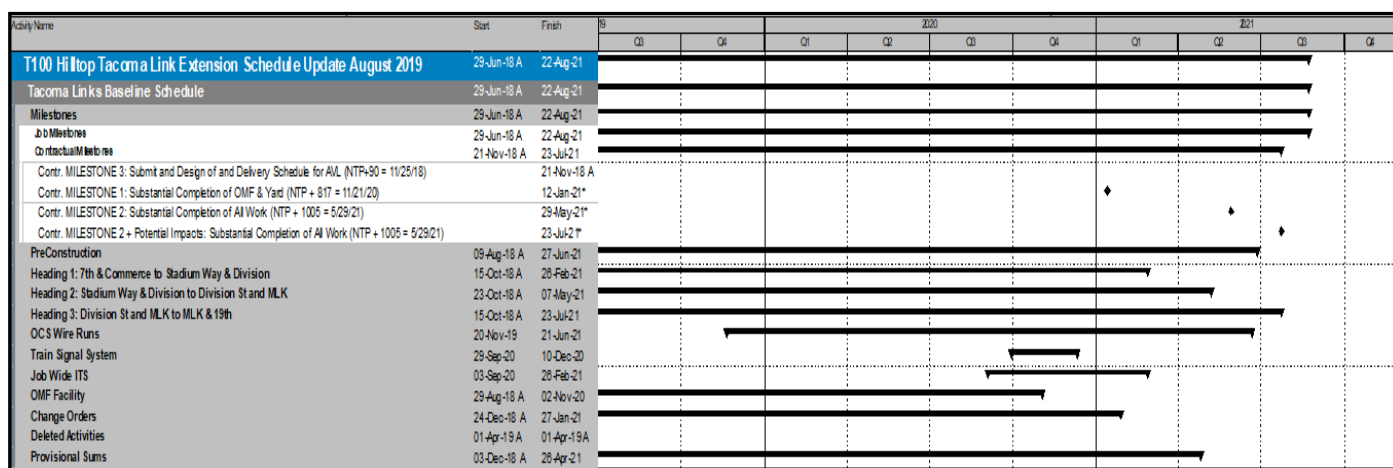 Activity Name Start Finish 19 2020 2021
Q3 Q4 Q1 Q2 Q3 Q4 Q1 Q2 Q3 Q4
T100 Hilltop Tacoma Link Extension Schedule Update August 2019 29-Jun-18 A 22-Aug-21
Tacoma Links Baseline Schedule 29-Jun-18 A 22-Aug-21
Milestones 29-Jun-18 A 22-Aug-21
Job Milestones 29-Jun-18 A 22-Aug-21
Contractual Milestones 21-Nov-18 A 23-Jul-21
Contr. MILESTONE 3: Submit and Design of and Delivery Schedule for AVL (NTP+90 = 11/25/18) 21-Nov-18 A
Contr. MILESTONE 1: Substantial Completion of OMF & Yard (NTP + 817 = 11/21/20) 12-Jan-21*
Contr. MILESTONE 2: Substantial Completion of All Work (NTP + 1005 = 5/29/21) 29-May-21*
Contr. MILESTONE 2 + Potential Impacts: Substantial Completion of All Work (NTP + 1005 = 5/29/21) 23-Jul-21*
PreConstruction 09-Aug-18 A 27-Jun-21
Heading 1: 7th & Commerce to Stadium Way & Division 15-Oct-18 A 26-Feb-21
Heading 2: Stadium Way & Division to Division St and MLK 23-Oct-18 A 07-May-21
Heading 3: Division St and MLK to MLK & 19th 15-Oct-18 A 23-Jul-21
OCS Wire Runs 20-Nov-19 21-Jun-21
Train Signal System 29-Sep-20 10-Dec-20
Job Wide ITS 03-Sep-20 26-Feb-21
OMF Facility 29-Aug-18 A 02-Nov-20
Change Orders 24-Dec-18 A 27-Jan-21
Deleted Activities 01-Apr-19 A 01-Apr-19 A
Provisional Sums 03-Dec-18 A 26-Apr-21